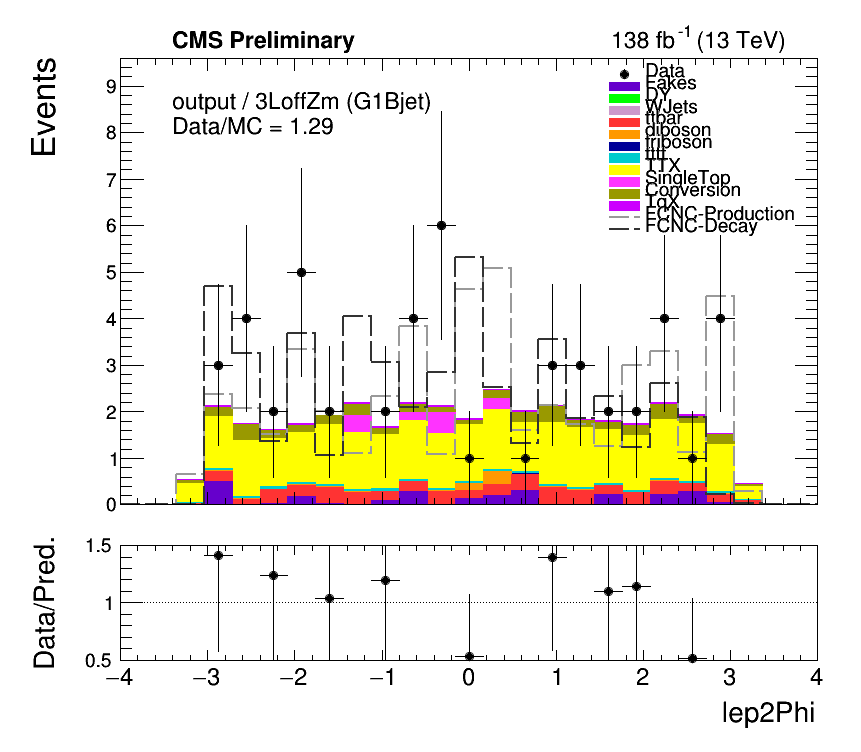 CMS Preliminary 138 fb⁻¹ (13 TeV)
Events
output / 3LoffZm (G1Bjet)
Data/MC = 1.29
Data
Fakes
DY
WJets
ttbar
diboson
triboson
tttt
TTX
SingleTop
Conversion
TqX
FCNC-Production
FCNC-Decay
9
8
7
6
5
4
3
2
1
0
Data/Pred.
1.5
1
0.5
−4 −3 −2 −1 0 1 2 3 4
lep2Phi